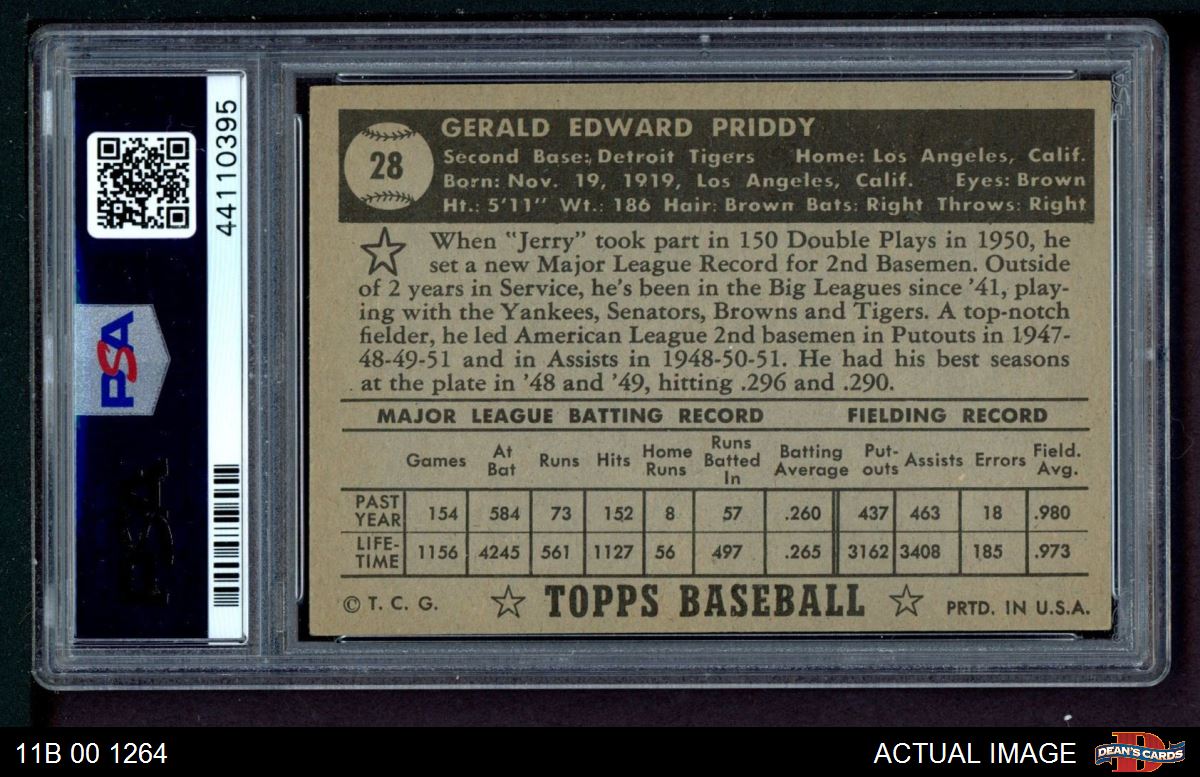 44110395
PSA
PSA
PSA
PSA
28
GERALD EDWARD PRIDDY
Second Base: Detroit Tigers Home: Los Angeles, Calif.
Born: Nov. 19, 1919, Los Angeles, Calif. Eyes: Brown
Ht.: 5'11" Wt.: 186 Hair: Brown Bats: Right Throws: Right
When "Jerry" took part in 150 Double Plays in 1950, he
set a new Major League Record for 2nd Basemen. Outside
of 2 years in Service, he's been in the Big Leagues since '41, play-
ing with the Yankees, Senators, Browns and Tigers. A top-notch
fielder, he led American League 2nd basemen in Putouts in 1947-
48-49-51 and in Assists in 1948-50-51. He had his best seasons
at the plate in '48 and '49, hitting .296 and .290.
MAJOR LEAGUE BATTING RECORD FIELDING RECORD
Games At Bat Runs Hits Home Runs Runs Batted In Batting Average Put-outs Assists Errors Field. Avg.
PAST YEAR 154 584 73 152 8 57 .260 437 463 18 .980
LIFE-TIME 1156 4245 561 1127 56 497 .265 3162 3408 185 .973
© T. C. G. TOPPS BASEBALL PRTD. IN U.S.A.
11B 00 1264
ACTUAL IMAGE
DEAN'S CARDS